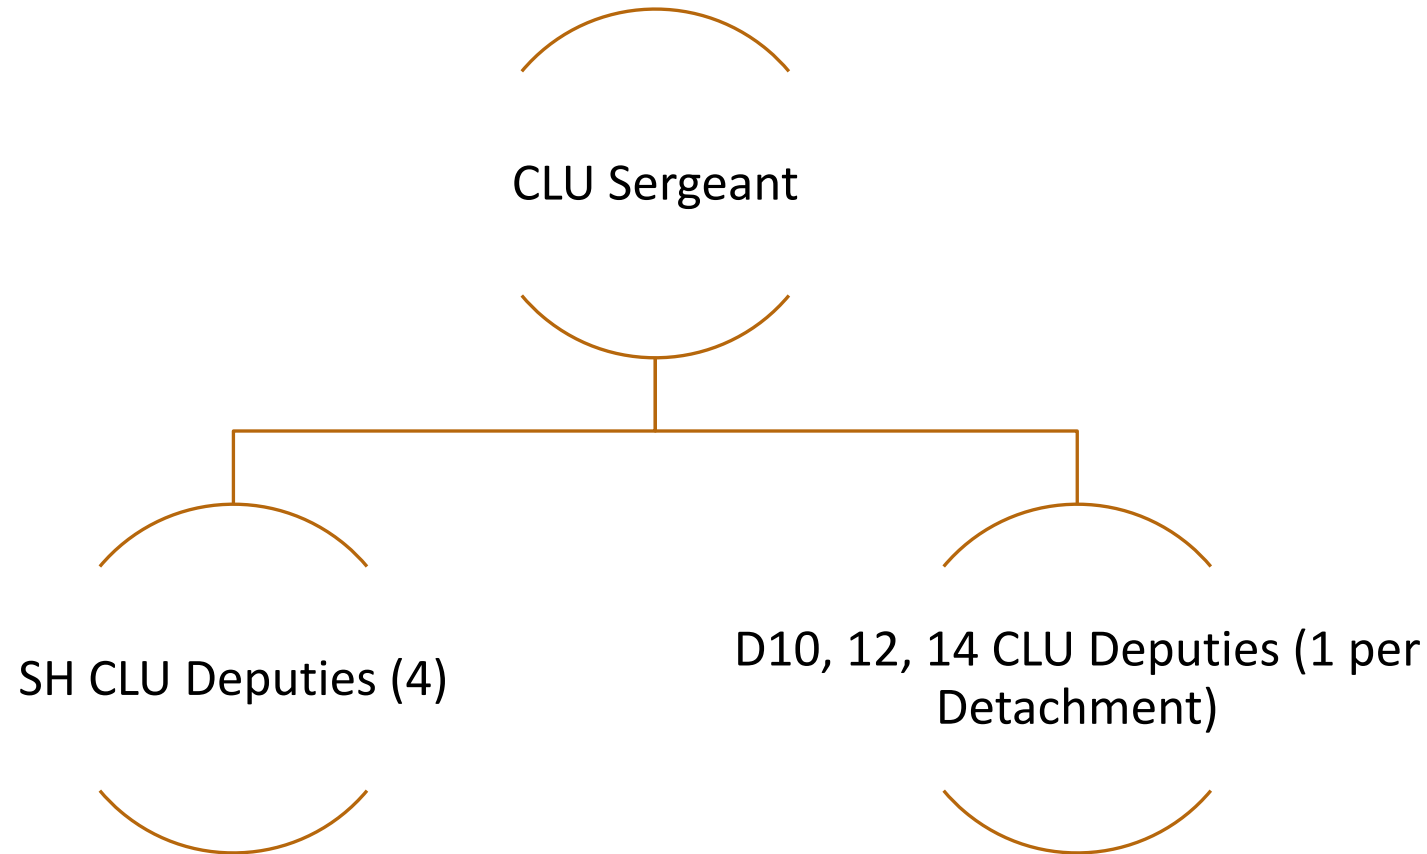 CLU Sergeant
SH CLU Deputies (4)
D10, 12, 14 CLU Deputies (1 per
Detachment)